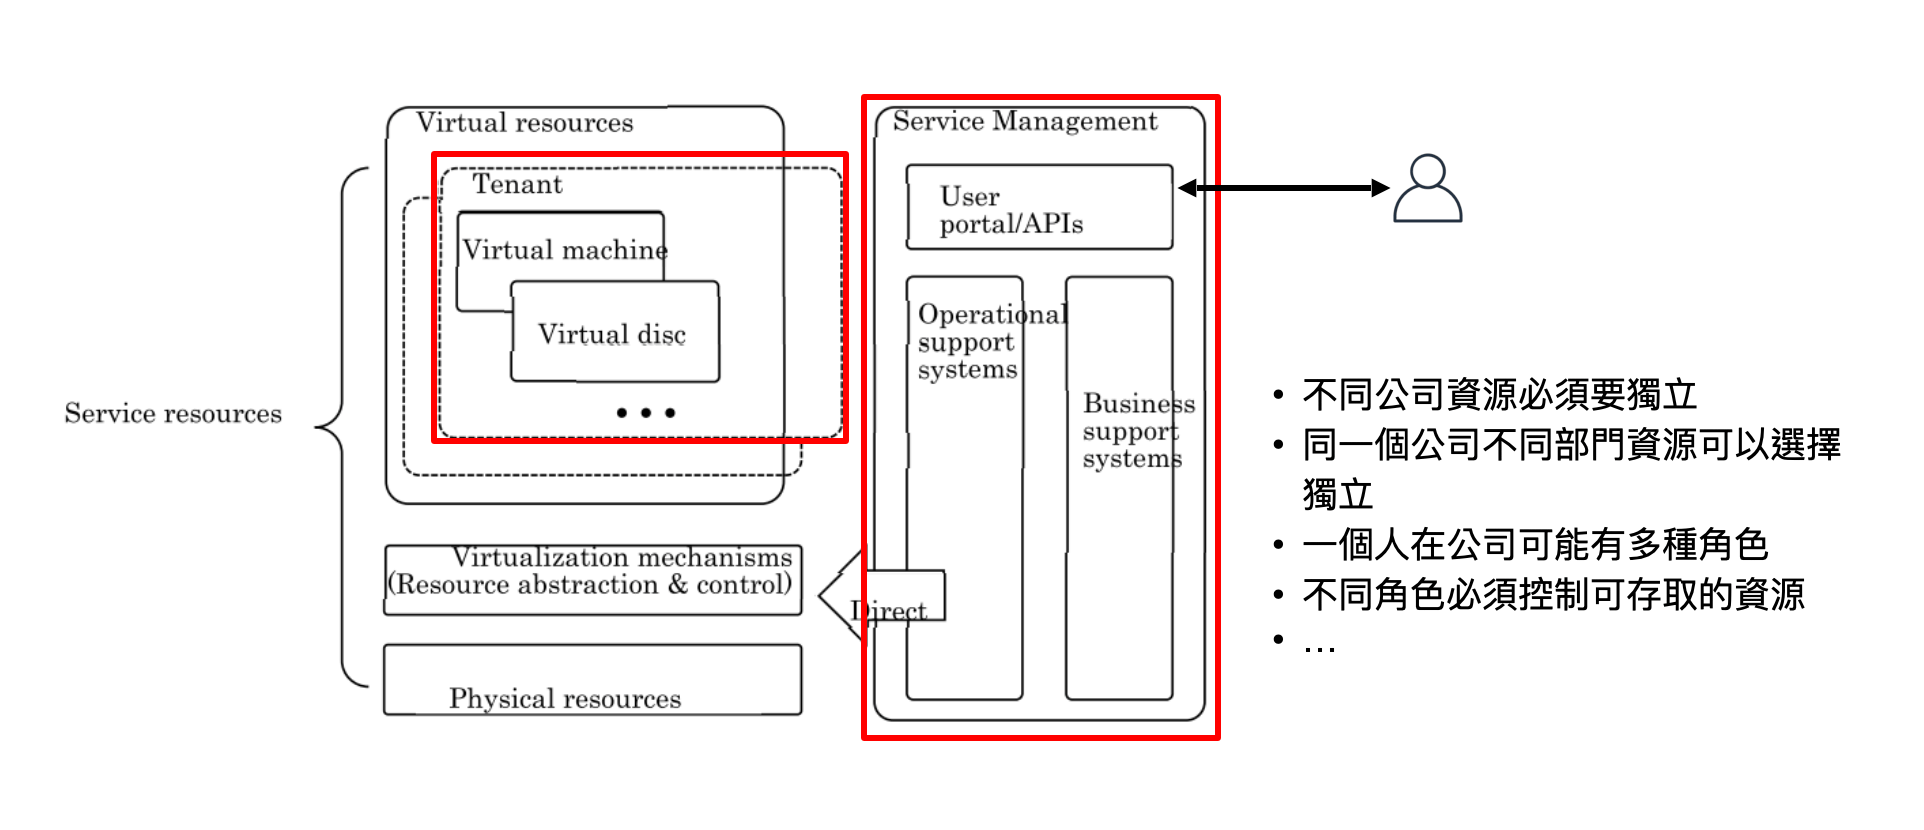 Virtual resources
Tenant
Virtual machine
Virtual disc
• • •
Service resources
Virtualization mechanisms
(Resource abstraction & control)
Physical resources
Direct
Service Management
User
portal/APIs
Operational
support
systems
Business
support
systems
• 不同公司資源必須要獨立
• 同一個公司不同部門資源可以選擇
獨立
• 一個人在公司可能有多種角色
• 不同角色必須控制可存取的資源
• …